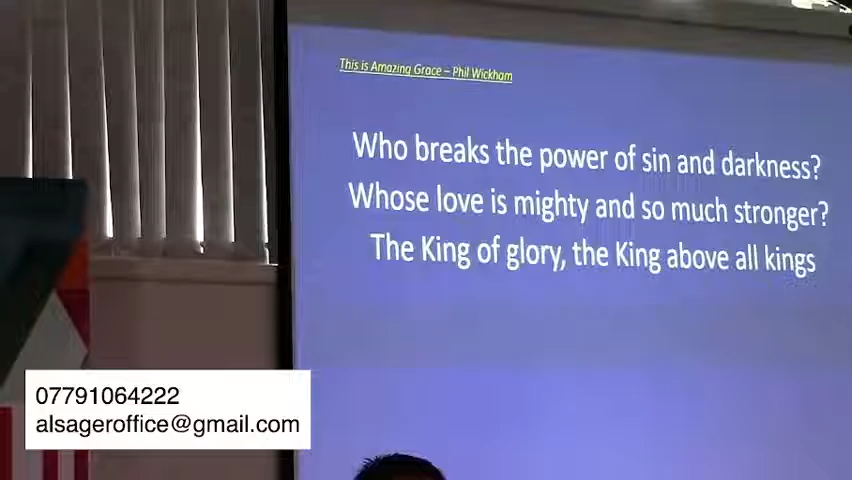 This is Amazing Grace – Phil Wickham
Who breaks the power of sin and darkness?
Whose love is mighty and so much stronger?
The King of glory, the King above all kings
07791064222
alsageroffice@gmail.com